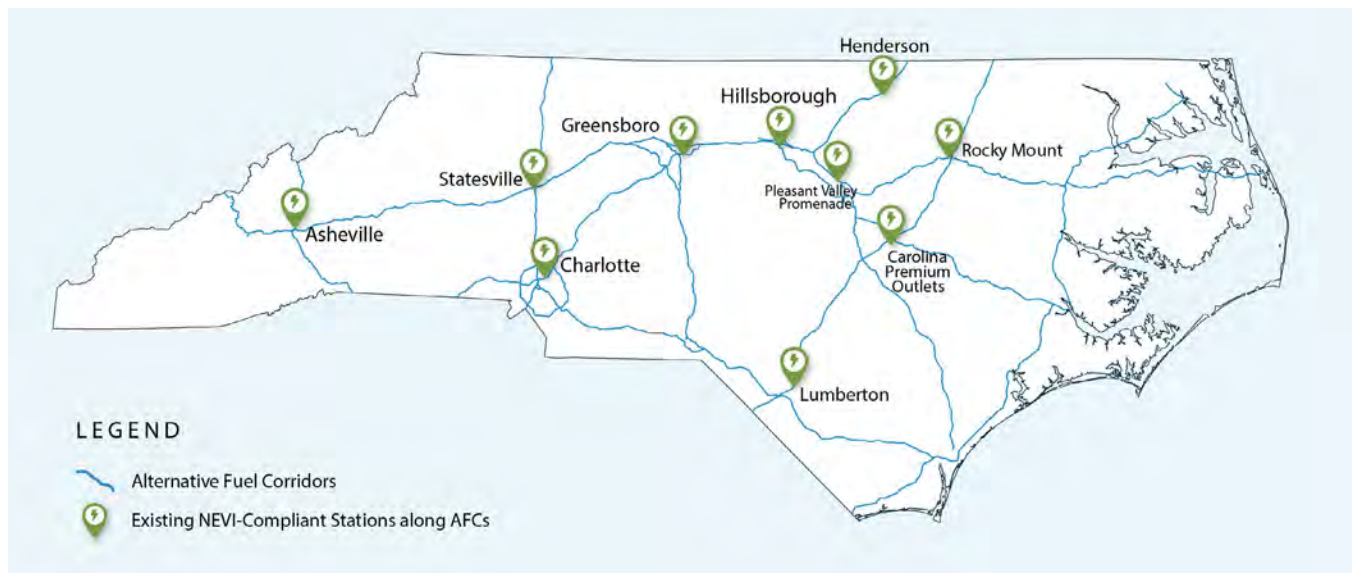 Henderson
Hillsborough
Greensboro
Rocky Mount
Statesville
Pleasant Valley
Promenade
Asheville
Charlotte
Carolina
Premium
Outlets
Lumberton
LEGEND
Alternative Fuel Corridors
Existing NEVI-Compliant Stations along AFCs